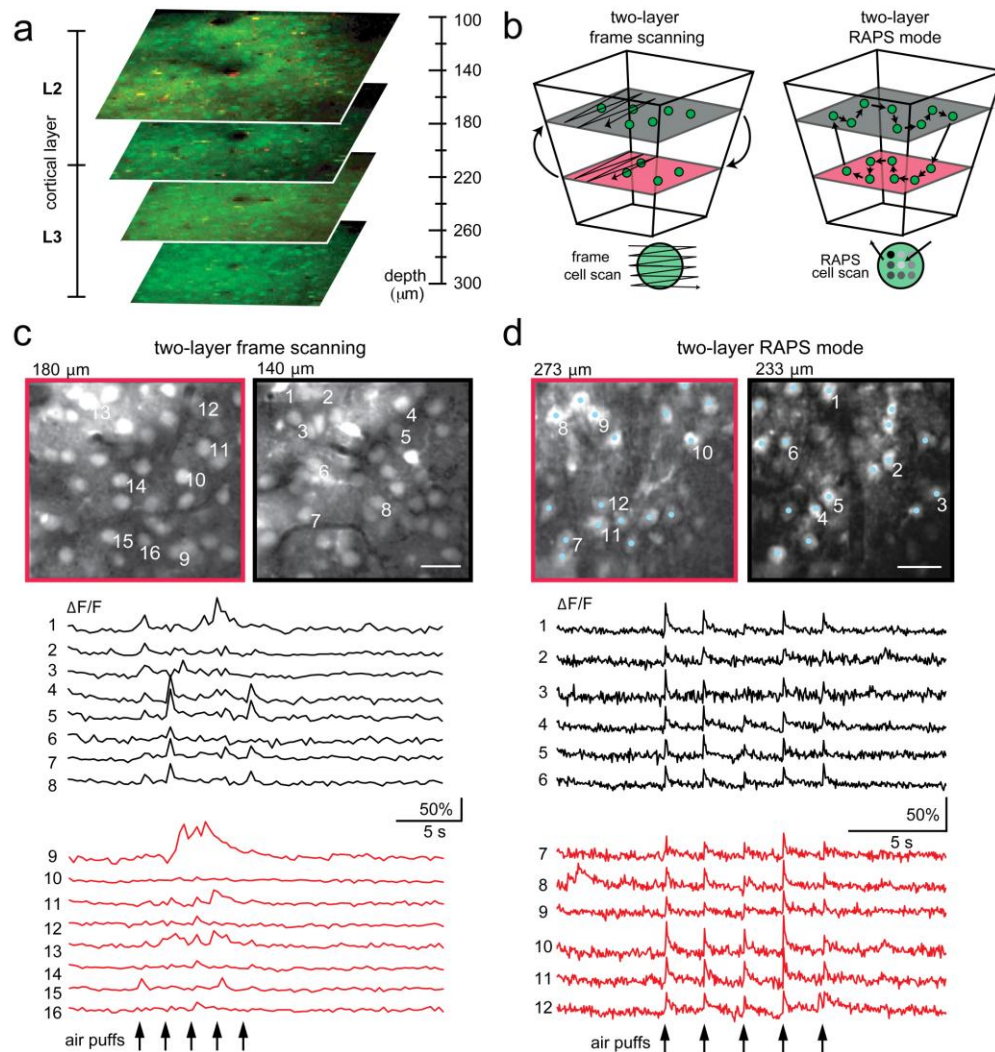 a
L2
L3
cortical layer
100
140
180
220
260
300
depth
(μm)
b
two-layer
frame scanning
two-layer
RAPS mode
frame
cell scan
RAPS
cell scan
c
two-layer frame scanning
180 μm
140 μm
13
12
11
10
14
15
16
9
1
2
3
4
5
6
7
8
ΔF/F
1
2
3
4
5
6
7
8
50%
5 s
9
10
11
12
13
14
15
16
air puffs
d
two-layer RAPS mode
273 μm
233 μm
8
9
10
12
11
7
1
6
2
5
4
3
ΔF/F
1
2
3
4
5
6
50%
5 s
7
8
9
10
11
12
air puffs